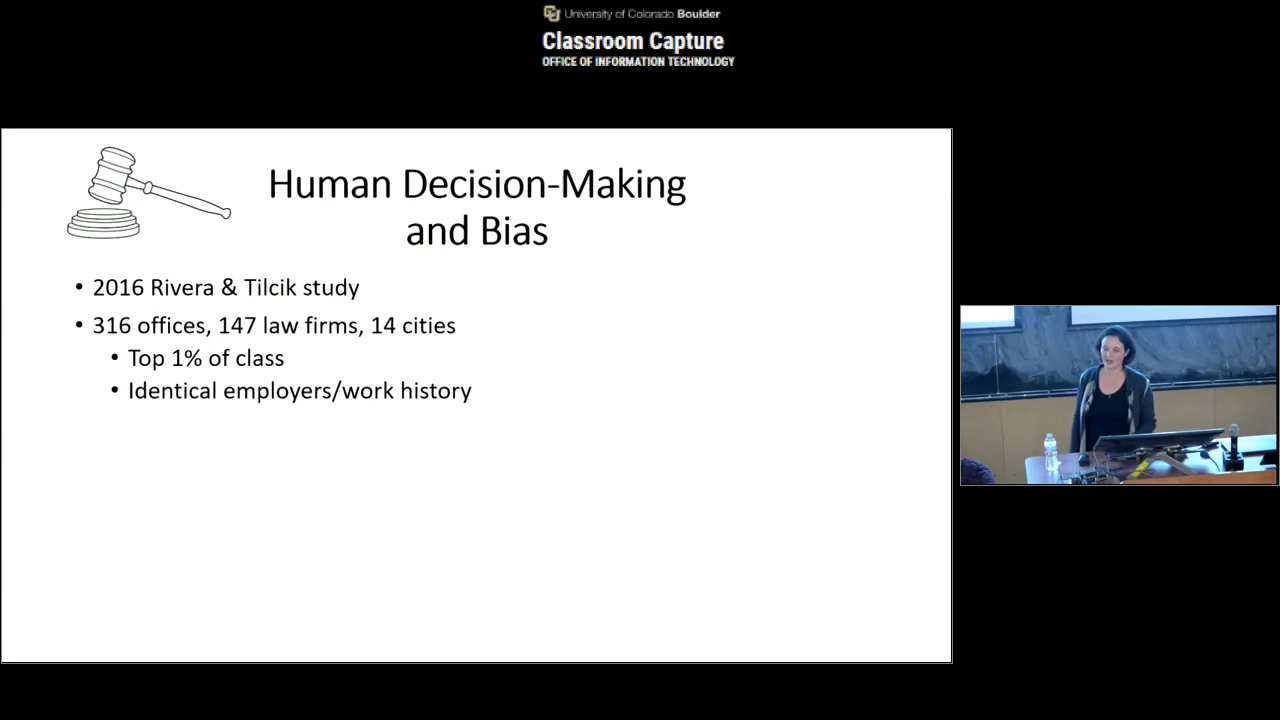 University of Colorado Boulder
Classroom Capture
OFFICE OF INFORMATION TECHNOLOGY
Human Decision-Making
and Bias
• 2016 Rivera & Tilcik study
• 316 offices, 147 law firms, 14 cities
• Top 1% of class
• Identical employers/work history